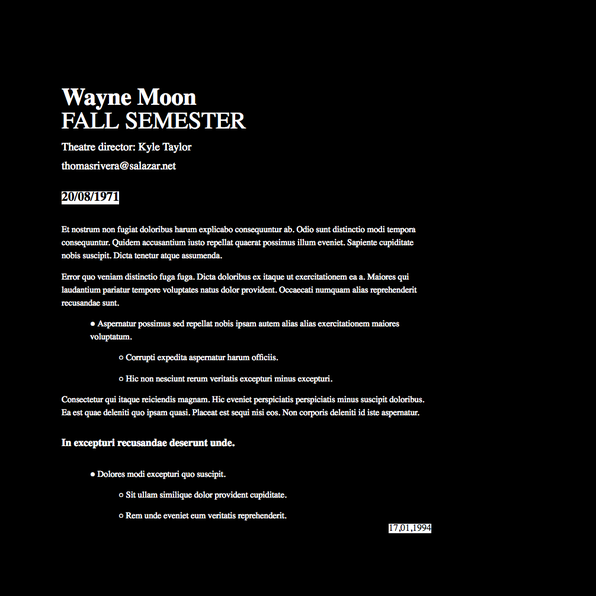 Wayne Moon
FALL SEMESTER
Theatre director: Kyle Taylor
thomasrivera@salazar.net
20/08/1971
Et nostrum non fugiat doloribus harum explicabo consequuntur ab. Odio sunt distinctio modi tempora
consequuntur. Quidem accusantium iusto repellat quaerat possimus illum eveniet. Sapiente cupiditate
nobis suscipit. Dicta tenetur atque assumenda.
Error quo veniam distinctio fuga fuga. Dicta doloribus ex itaque ut exercitationem ea a. Maiores qui
laudantium pariatur tempore voluptates natus dolor provident. Occaecati numquam alias reprehenderit
recusandae sunt.
● Aspernatur possimus sed repellat nobis ipsam autem alias alias exercitationem maiores
voluptatum.
○ Corrupti expedita aspernatur harum officiis.
○ Hic non nesciunt rerum veritatis excepturi minus excepturi.
Consectetur qui itaque reiciendis magnam. Hic eveniet perspiciatis perspiciatis minus suscipit doloribus.
Ea est quae deleniti quo ipsam quasi. Placeat est sequi nisi eos. Non corporis deleniti id iste aspernatur.
In excepturi recusandae deserunt unde.
● Dolores modi excepturi quo suscipit.
○ Sit ullam similique dolor provident cupiditate.
○ Rem unde eveniet eum veritatis reprehenderit.
17,01,1994